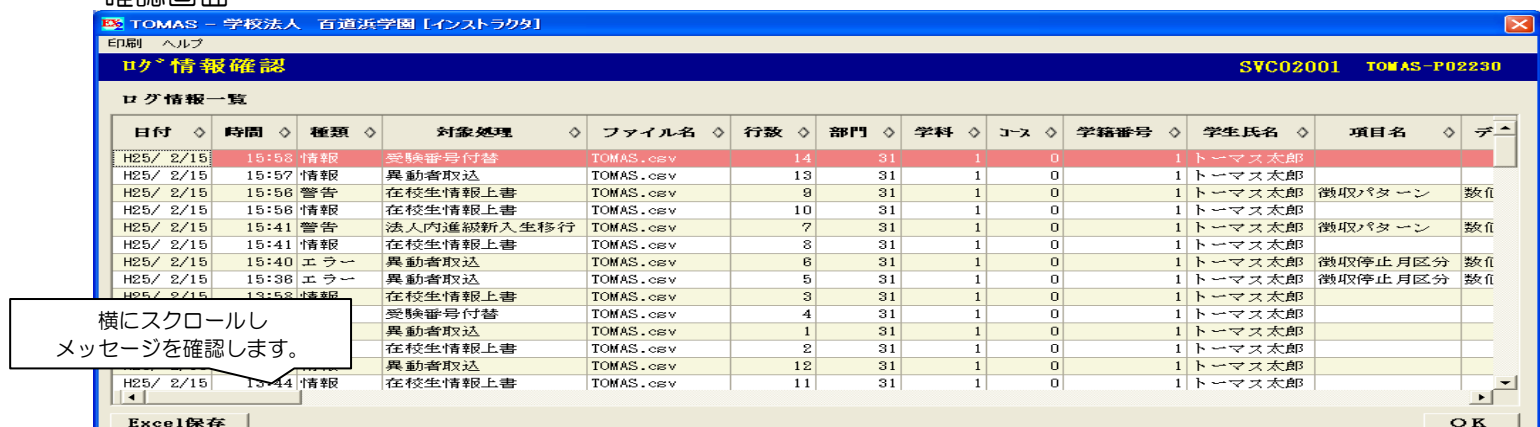 確認画面
TOMAS - 学校法人 百道浜学園 [インストラクタ]
印刷 ヘルプ
ログ情報確認 SVC02001 TOMAS-P02230
ログ情報一覧
日付 ◇ 時間 ◇ 種類 ◇ 対象処理 ◇ ファイル名 ◇ 行数 ◇ 部門 ◇ 学科 ◇ コース ◇ 学籍番号 ◇ 学生氏名 ◇ 項目名 ◇ デ
H25/ 2/15 15:58 情報 受験番号付替 TOMAS.csv 14 31 1 0 1 トーマス太郎
H25/ 2/15 15:57 情報 異動者取込 TOMAS.csv 13 31 1 0 1 トーマス太郎
H25/ 2/15 15:56 警告 在校生情報上書 TOMAS.csv 9 31 1 0 1 トーマス太郎 徴収パターン 数値
H25/ 2/15 15:56 情報 在校生情報上書 TOMAS.csv 10 31 1 0 1 トーマス太郎
H25/ 2/15 15:41 警告 法人内進級新入生移行 TOMAS.csv 7 31 1 0 1 トーマス太郎 徴収パターン 数値
H25/ 2/15 15:41 情報 在校生情報上書 TOMAS.csv 8 31 1 0 1 トーマス太郎
H25/ 2/15 15:40 エラー 異動者取込 TOMAS.csv 6 31 1 0 1 トーマス太郎 徴収停止月区分 数値
H25/ 2/15 15:36 エラー 異動者取込 TOMAS.csv 5 31 1 0 1 トーマス太郎 徴収停止月区分 数値
H25/ 2/15 13:58 情報 在校生情報上書 TOMAS.csv 3 31 1 0 1 トーマス太郎
受験番号付替 TOMAS.csv 4 31 1 0 1 トーマス太郎
異動者取込 TOMAS.csv 1 31 1 0 1 トーマス太郎
在校生情報上書 TOMAS.csv 2 31 1 0 1 トーマス太郎
異動者取込 TOMAS.csv 12 31 1 0 1 トーマス太郎
H25/ 2/15 13:44 情報 在校生情報上書 TOMAS.csv 11 31 1 0 1 トーマス太郎
横にスクロールし
メッセージを確認します。
Excel保存 OK